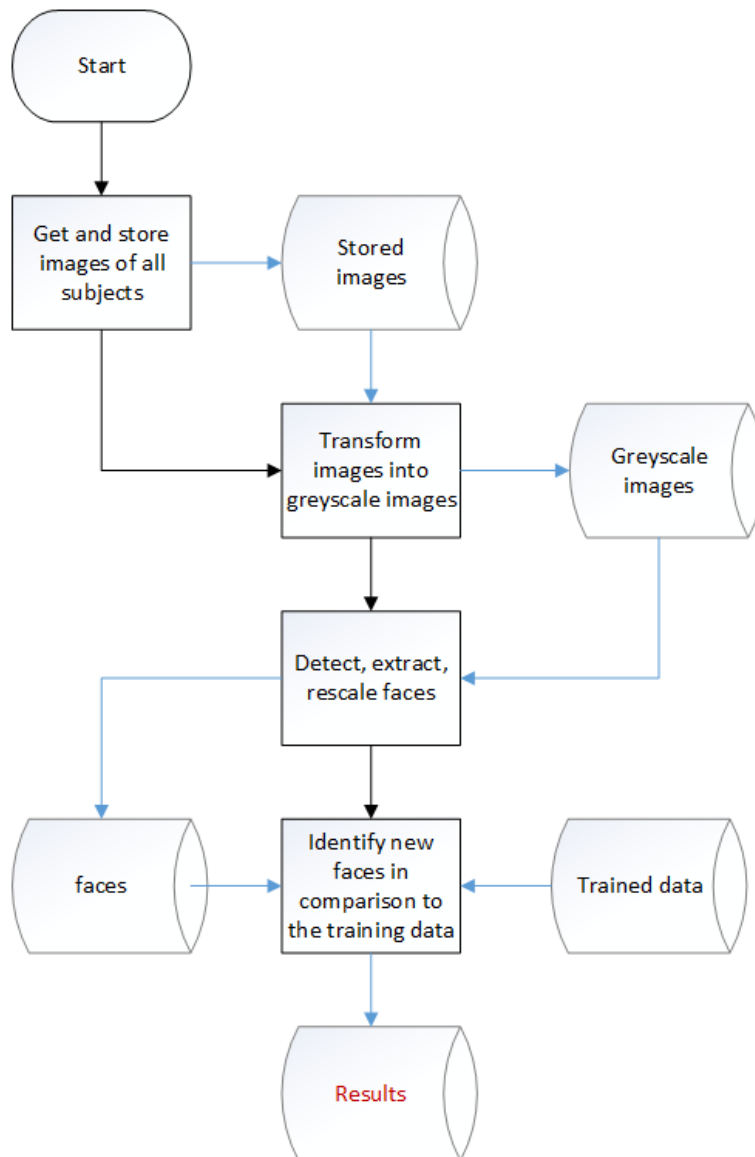 Start
Get and store
images of all
subjects
Stored
images
Transform
images into
greyscale images
Greyscale
images
Detect, extract,
rescale faces
faces
Identify new
faces in
comparison to
the training data
Trained data
Results